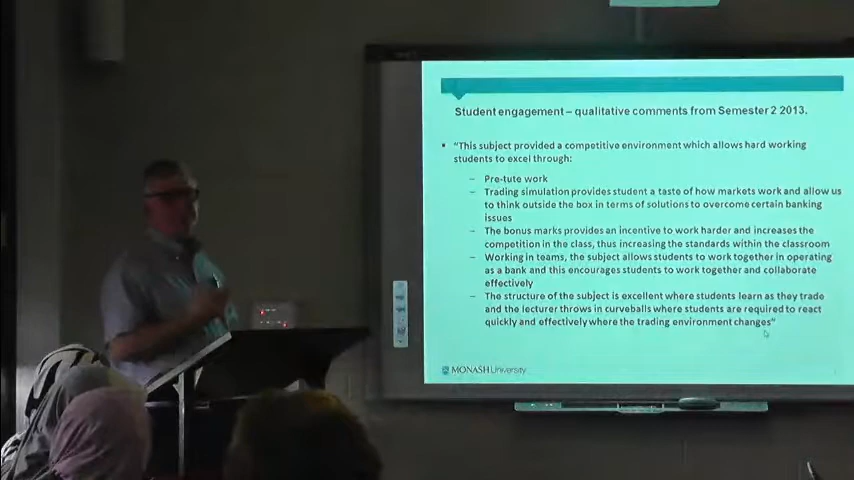 Student engagement – qualitative comments from Semester 2 2013.
▪ "This subject provided a competitive environment which allows hard working
students to excel through:
– Pre-tute work
– Trading simulation provides student a taste of how markets work and allow us
to think outside the box in terms of solutions to overcome certain banking
issues
– The bonus marks provides an incentive to work harder and increases the
competition in the class, thus increasing the standards within the classroom
– Working in teams, the subject allows students to work together in operating
as a bank and this encourages students to work together and collaborate
effectively
– The structure of the subject is excellent where students learn as they trade
and the lecturer throws in curveballs where students are required to react
quickly and effectively where the trading environment changes"
MONASH University